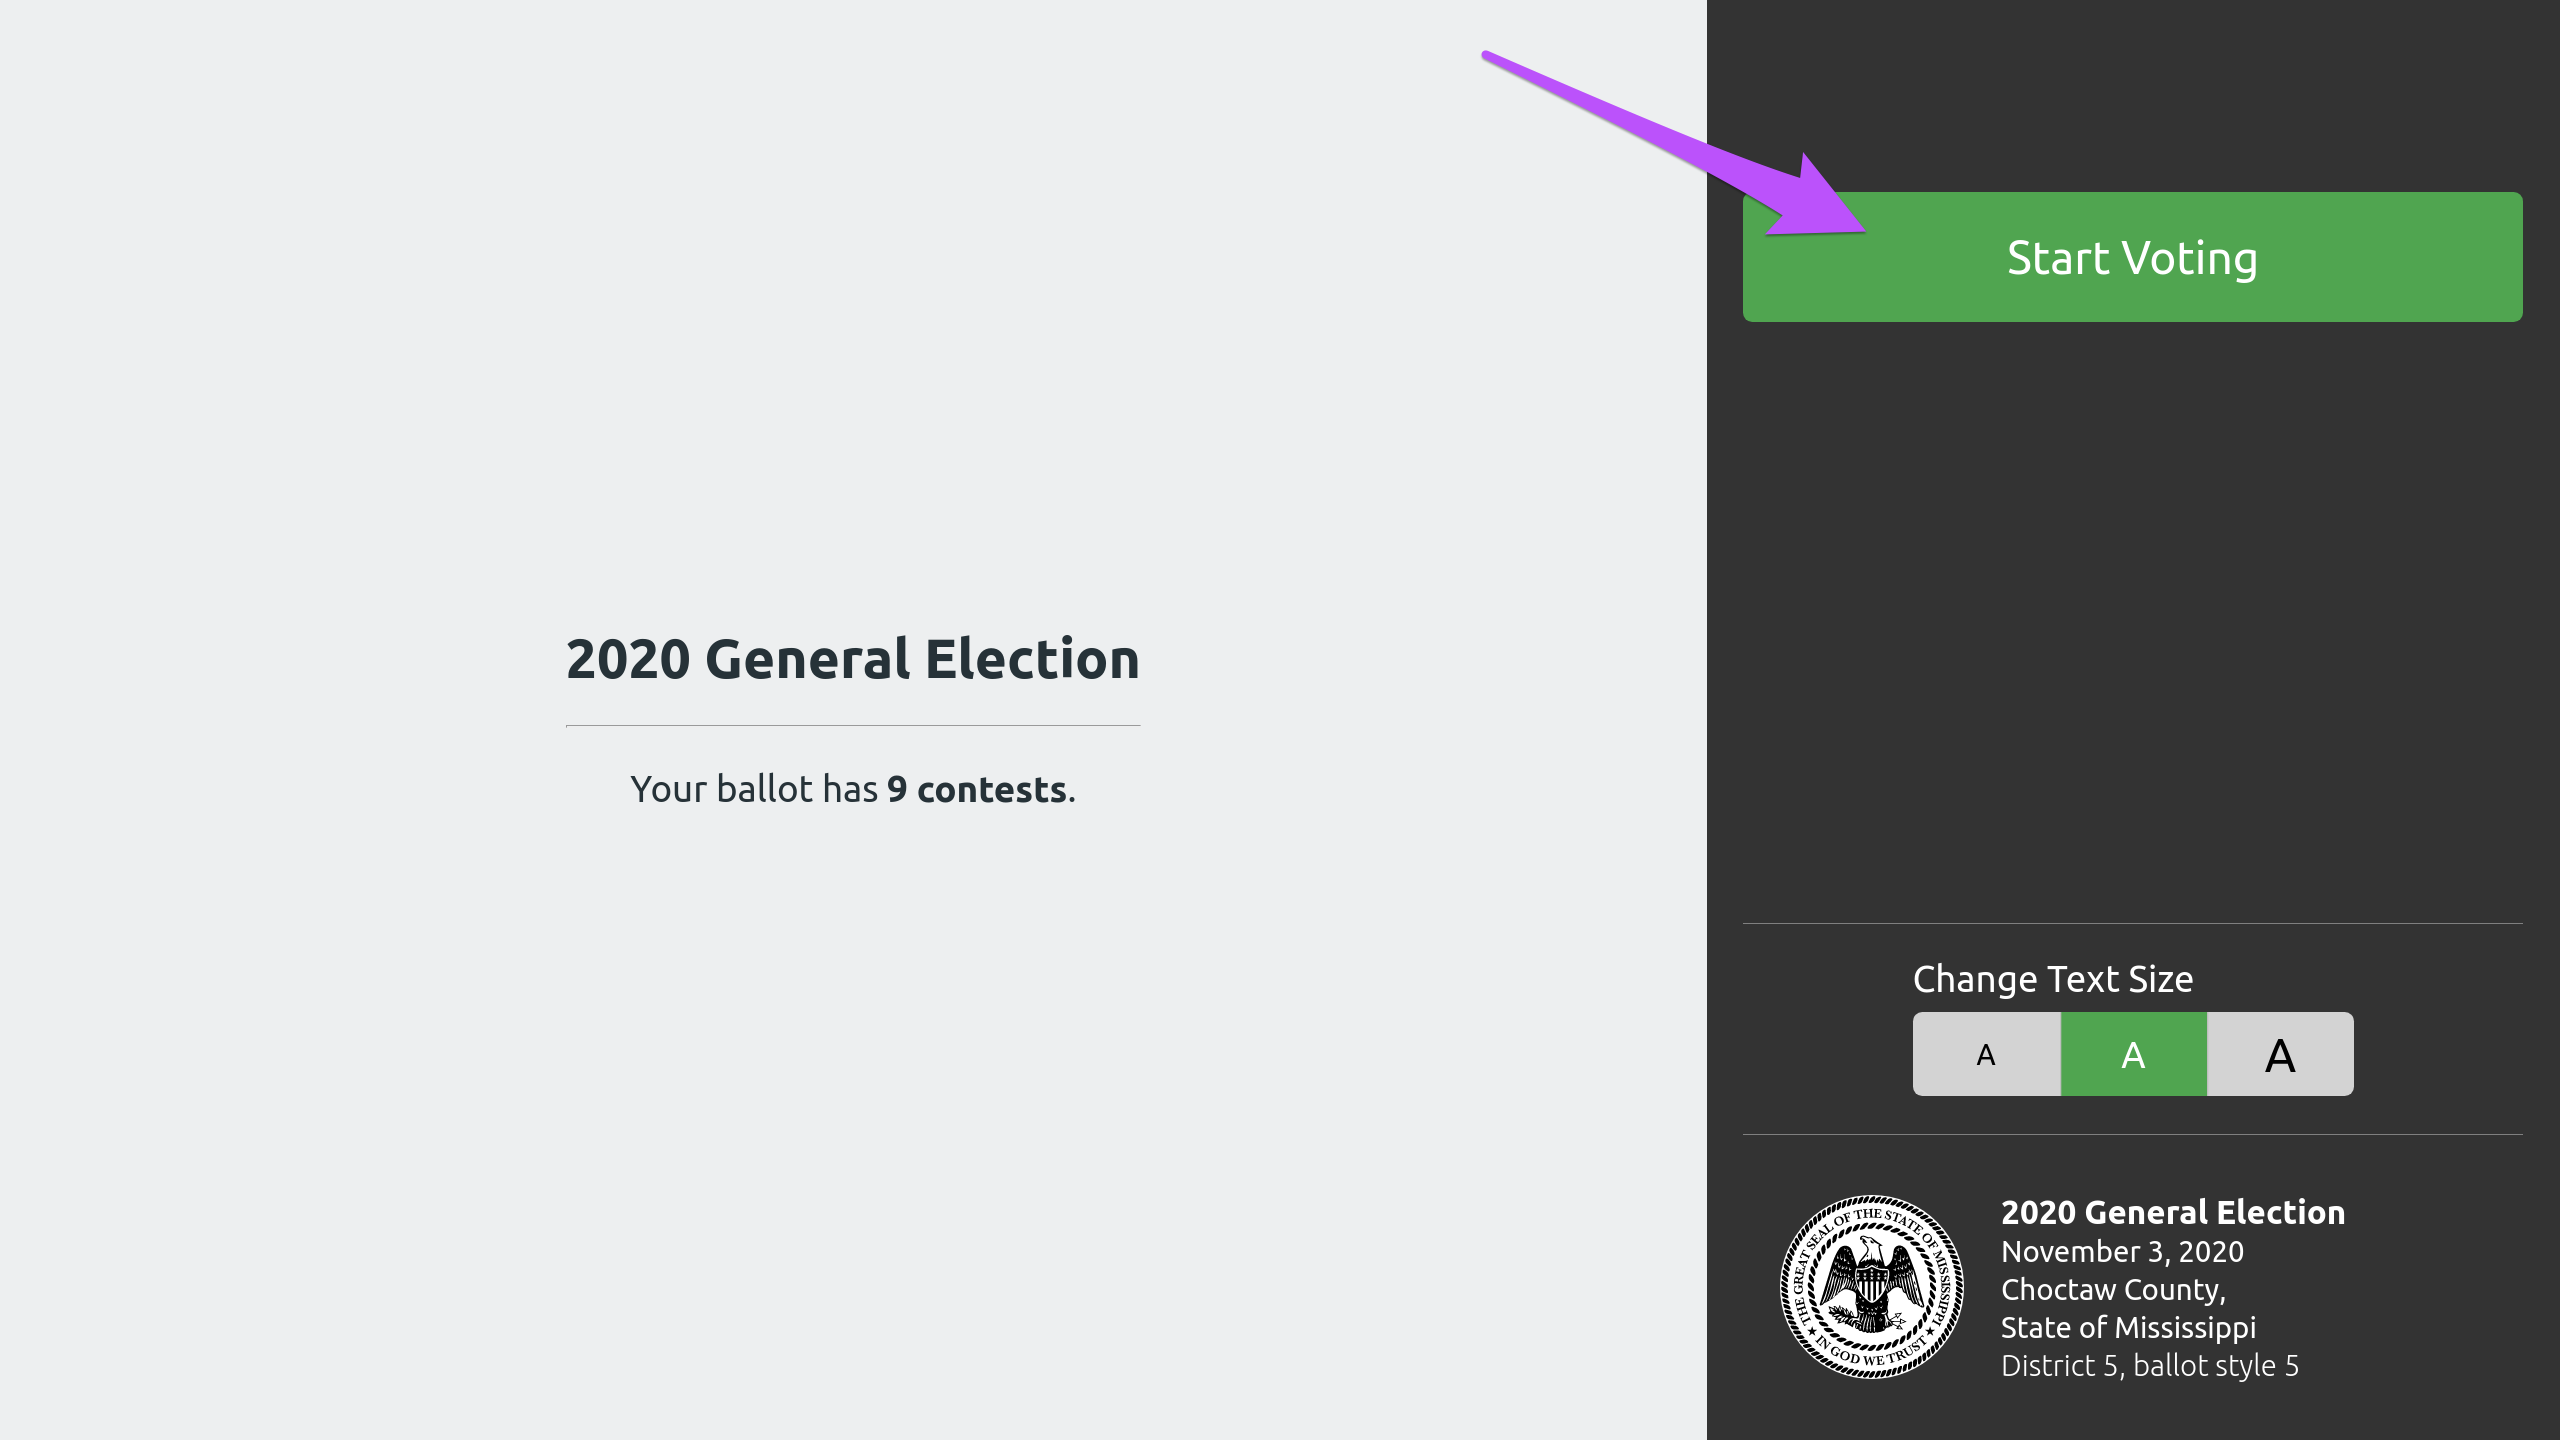 2020 General Election
Your ballot has 9 contests.
Start Voting
Change Text Size
A A A
THE GREAT SEAL OF THE STATE OF MISSISSIPPI
IN GOD WE TRUST
2020 General Election
November 3, 2020
Choctaw County,
State of Mississippi
District 5, ballot style 5